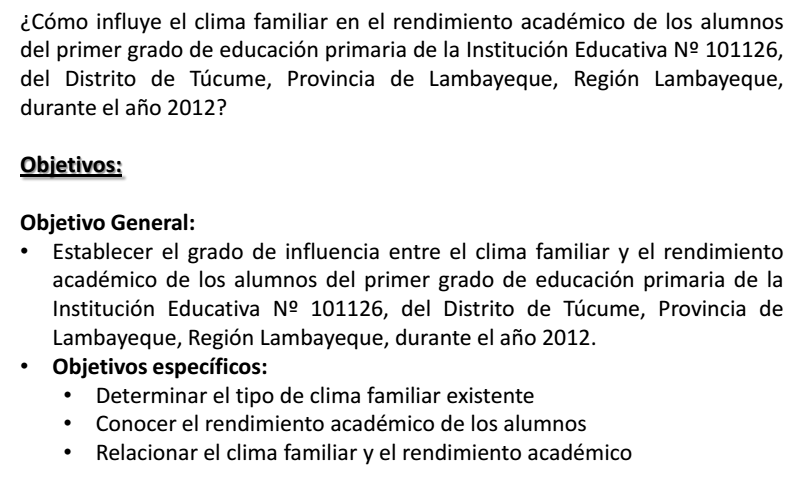 ¿Cómo influye el clima familiar en el rendimiento académico de los alumnos
del primer grado de educación primaria de la Institución Educativa Nº 101126,
del Distrito de Túcume, Provincia de Lambayeque, Región Lambayeque,
durante el año 2012?
Objetivos:
Objetivo General:
• Establecer el grado de influencia entre el clima familiar y el rendimiento
académico de los alumnos del primer grado de educación primaria de la
Institución Educativa Nº 101126, del Distrito de Túcume, Provincia de
Lambayeque, Región Lambayeque, durante el año 2012.
• Objetivos específicos:
• Determinar el tipo de clima familiar existente
• Conocer el rendimiento académico de los alumnos
• Relacionar el clima familiar y el rendimiento académico